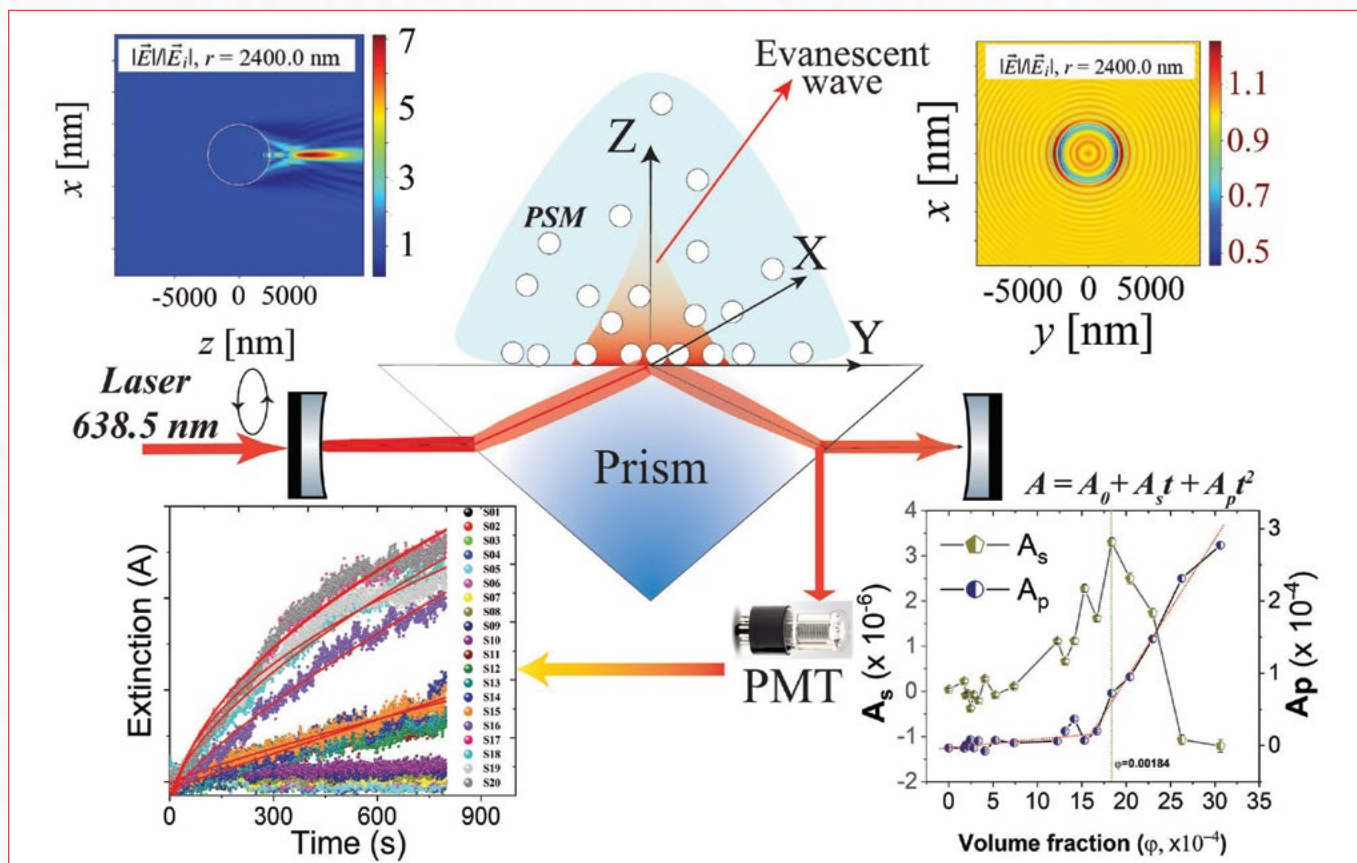 |E⃗|/|E⃗ᵢ|, r = 2400.0 nm
7
5
3
1
x [nm]
-5000 0 5000
z [nm]
Evanescent
wave
Z
PSM
X
Y
|E⃗|/|E⃗ᵢ|, r = 2400.0 nm
1.1
0.9
0.7
0.5
x [nm]
-5000 0 5000
y [nm]
Laser
638.5 nm
Prism
PMT
Extinction (A)
S01
S02
S03
S04
S05
S06
S07
S08
S09
S10
S11
S12
S13
S14
S15
S16
S17
S18
S19
S20
0 300 600 900
Time (s)
A = A₀ + Aₛt + Aₚt²
Aₛ
Aₚ
4
3
2
1
0
-1
-2
Aₛ (x 10⁻⁶)
3
2
1
0
Ap (x 10⁻⁴)
φ=0.00184
0 5 10 15 20 25 30 35
Volume fraction (φ, x10⁻⁴)